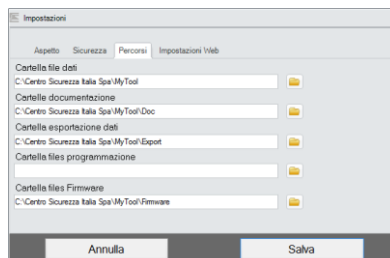 Impostazioni
Aspetto Sicurezza Percorsi Impostazioni Web
Cartella file dati
C:\Centro Sicurezza Italia Spa\MyTool
Cartelle documentazione
C:\Centro Sicurezza Italia Spa\MyTool\Doc
Cartella esportazione dati
C:\Centro Sicurezza Italia Spa\MyTool\Export
Cartella files programmazione
Cartella files Firmware
C:\Centro Sicurezza Italia Spa\MyTool\Firmware
Annulla Salva